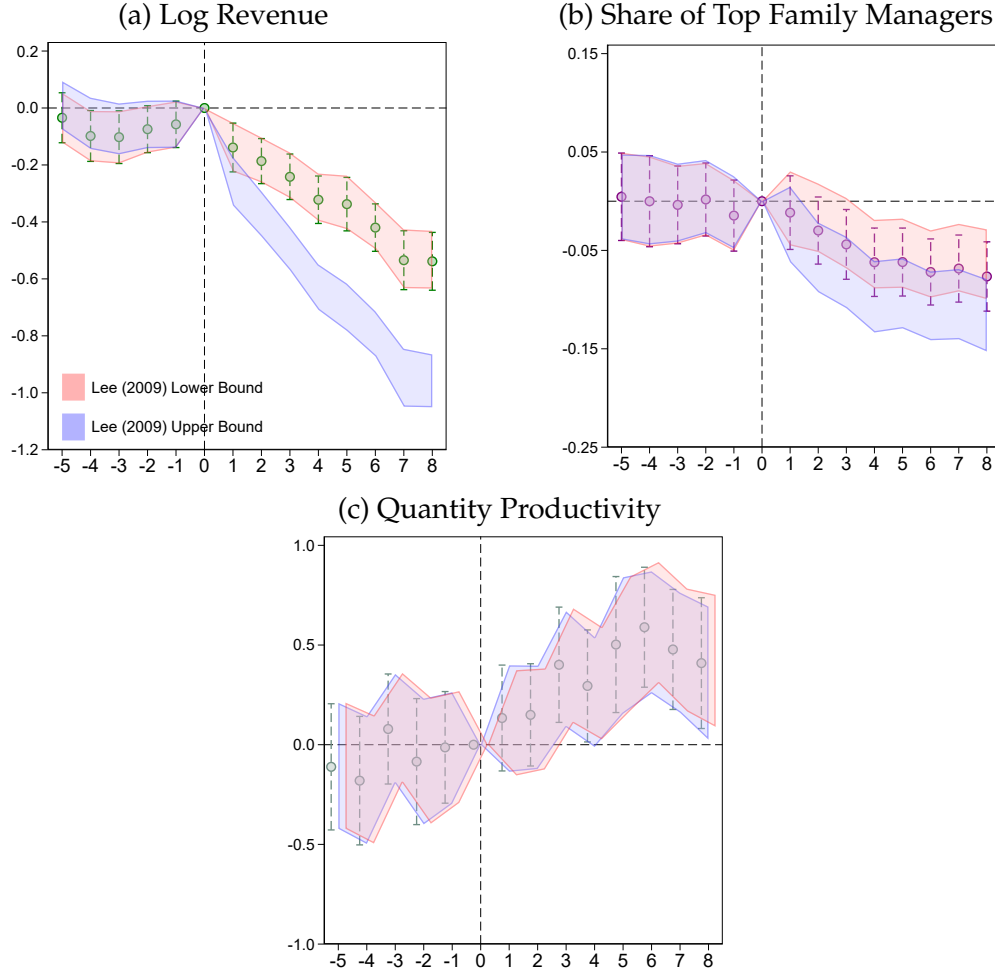 (a) Log Revenue
0.2
0.0
-0.2
-0.4
-0.6
-0.8
-1.0
-1.2
Lee (2009) Lower Bound
Lee (2009) Upper Bound
-5 -4 -3 -2 -1 0 1 2 3 4 5 6 7 8
(b) Share of Top Family Managers
0.15
0.05
-0.05
-0.15
-0.25
-5 -4 -3 -2 -1 0 1 2 3 4 5 6 7 8
(c) Quantity Productivity
1.0
0.5
0.0
-0.5
-1.0
-5 -4 -3 -2 -1 0 1 2 3 4 5 6 7 8